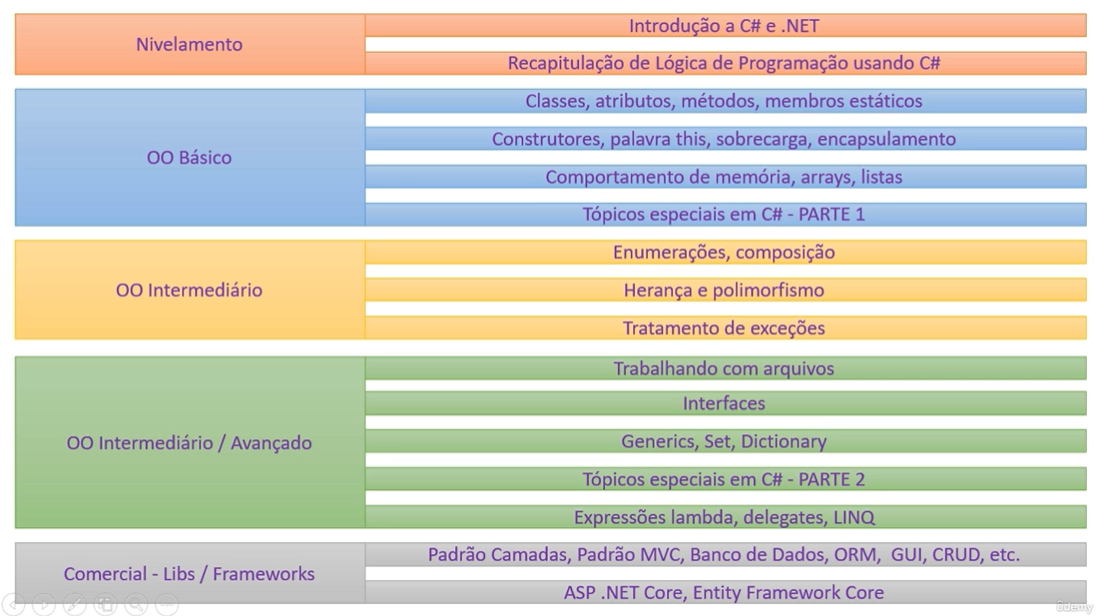 Nivelamento
Introdução a C# e .NET
Recapitulação de Lógica de Programação usando C#
OO Básico
Classes, atributos, métodos, membros estáticos
Construtores, palavra this, sobrecarga, encapsulamento
Comportamento de memória, arrays, listas
Tópicos especiais em C# - PARTE 1
OO Intermediário
Enumerações, composição
Herança e polimorfismo
Tratamento de exceções
OO Intermediário / Avançado
Trabalhando com arquivos
Interfaces
Generics, Set, Dictionary
Tópicos especiais em C# - PARTE 2
Expressões lambda, delegates, LINQ
Comercial - Libs / Frameworks
Padrão Camadas, Padrão MVC, Banco de Dados, ORM, GUI, CRUD, etc.
ASP .NET Core, Entity Framework Core
ûdemy